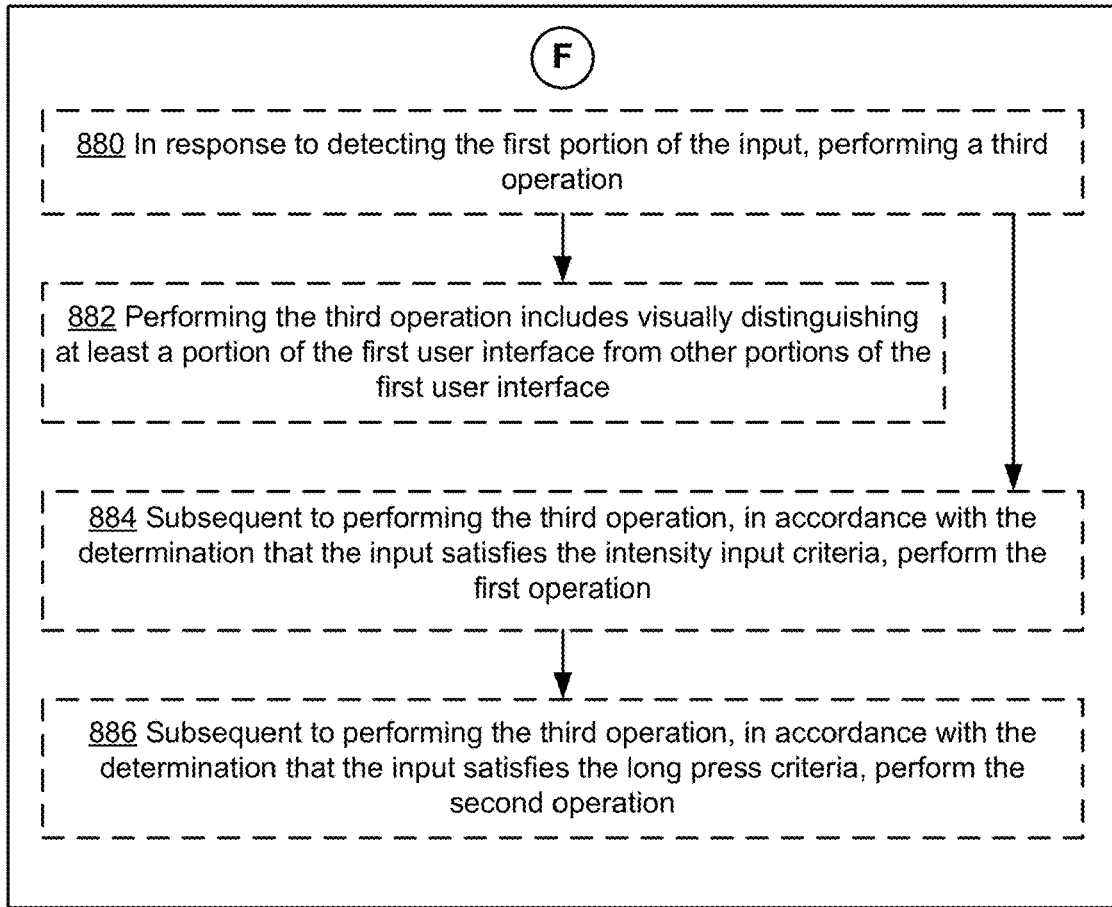 F
880 In response to detecting the first portion of the input, performing a third
operation
882 Performing the third operation includes visually distinguishing
at least a portion of the first user interface from other portions of the
first user interface
884 Subsequent to performing the third operation, in accordance with the
determination that the input satisfies the intensity input criteria, perform the
first operation
886 Subsequent to performing the third operation, in accordance with the
determination that the input satisfies the long press criteria, perform the
second operation